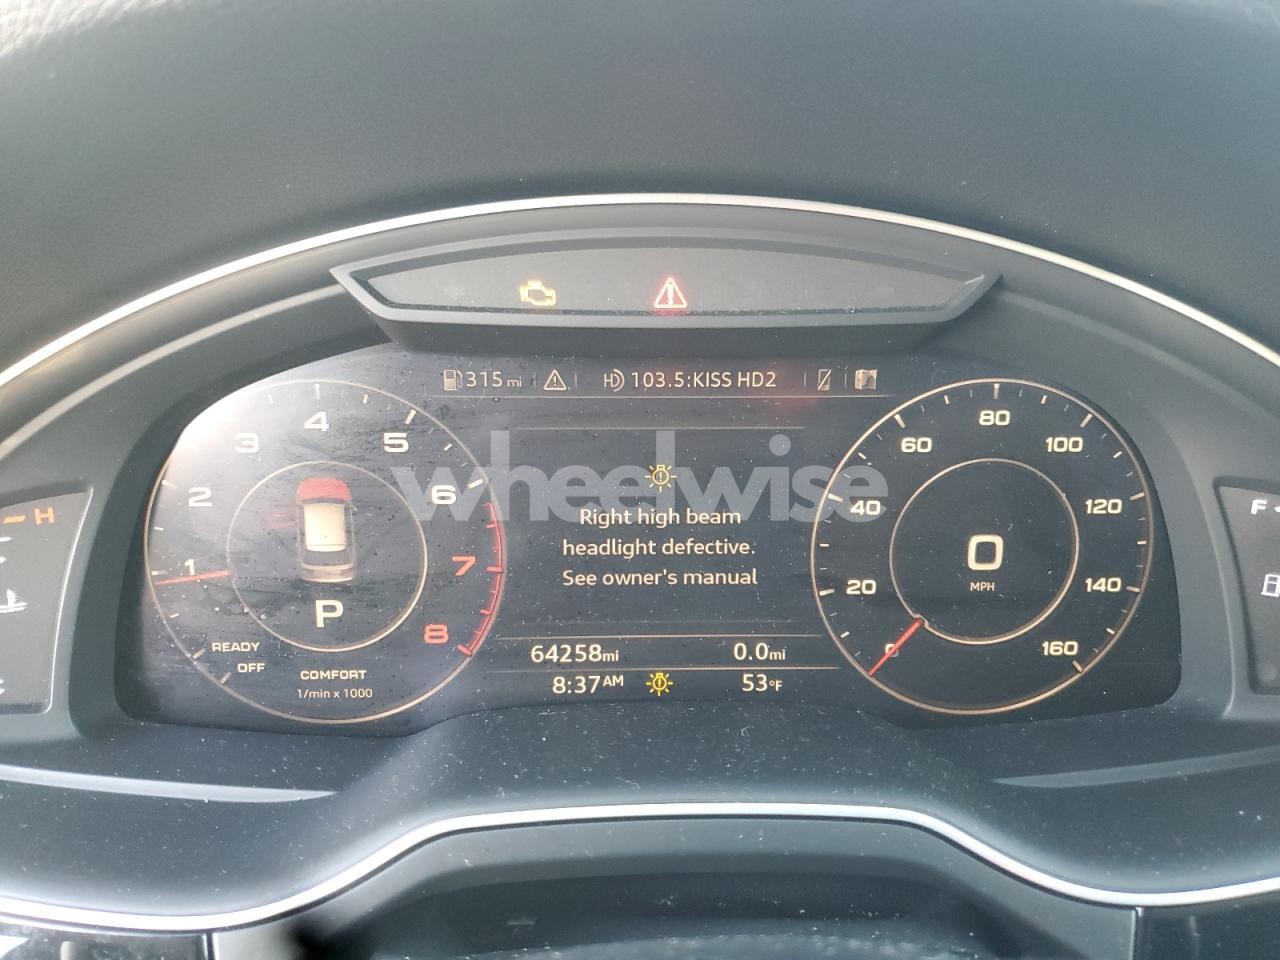 315 mi
HD 103.5:KISS HD2
1
2
3
4
5
6
7
8
P
READY
OFF
COMFORT
1/min x 1000
wheelwise
Right high beam
headlight defective.
See owner's manual
64258mi 0.0mi
8:37AM 53°F
0
20
40
60
80
100
120
140
160
0
MPH
H
F